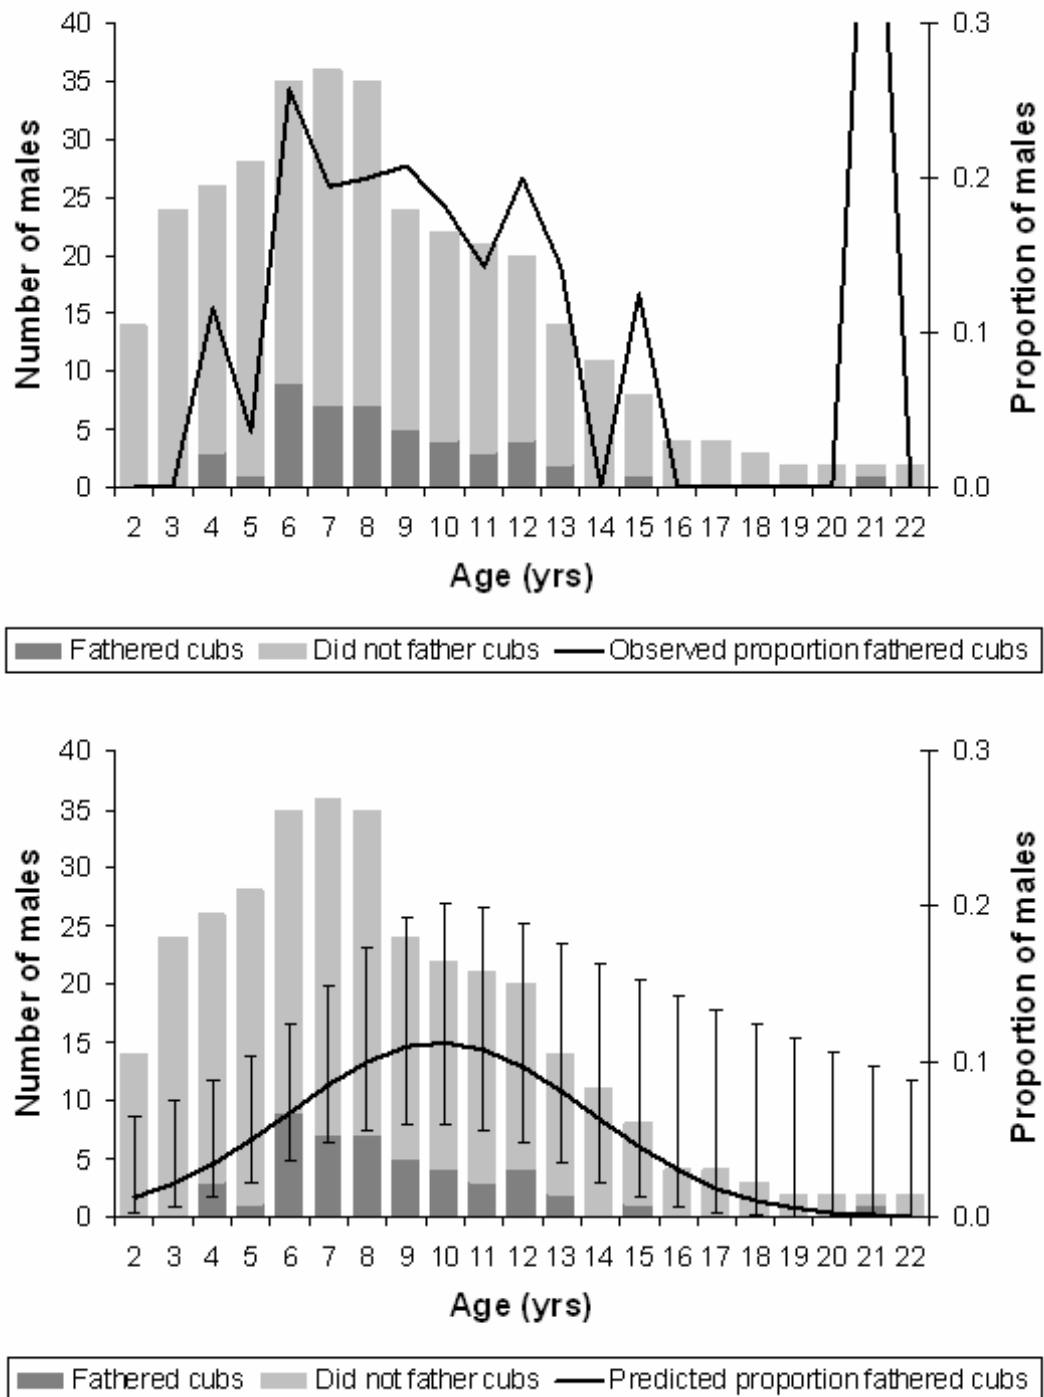 40
35
30
25
20
15
10
5
0
Number of males
0.3
0.2
0.1
0.0
Proportion of males
2 3 4 5 6 7 8 9 10 11 12 13 14 15 16 17 18 19 20 21 22
Age (yrs)
Fathered cubs Did not father cubs Observed proportion fathered cubs
40
35
30
25
20
15
10
5
0
Number of males
0.3
0.2
0.1
0.0
Proportion of males
2 3 4 5 6 7 8 9 10 11 12 13 14 15 16 17 18 19 20 21 22
Age (yrs)
Fathered cubs Did not father cubs Predicted proportion fathered cubs